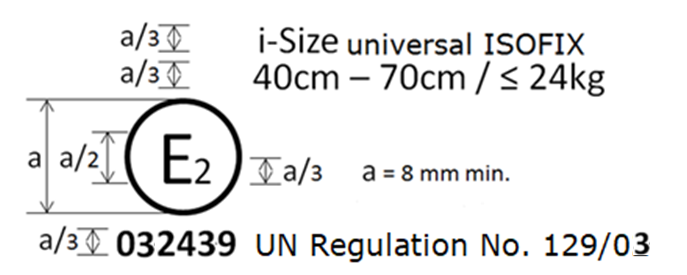 a/3 i-Size universal ISOFIX
a/3 40cm – 70cm / ≤ 24kg
a a/2 E2 a/3 a = 8 mm min.
a/3 032439 UN Regulation No. 129/03